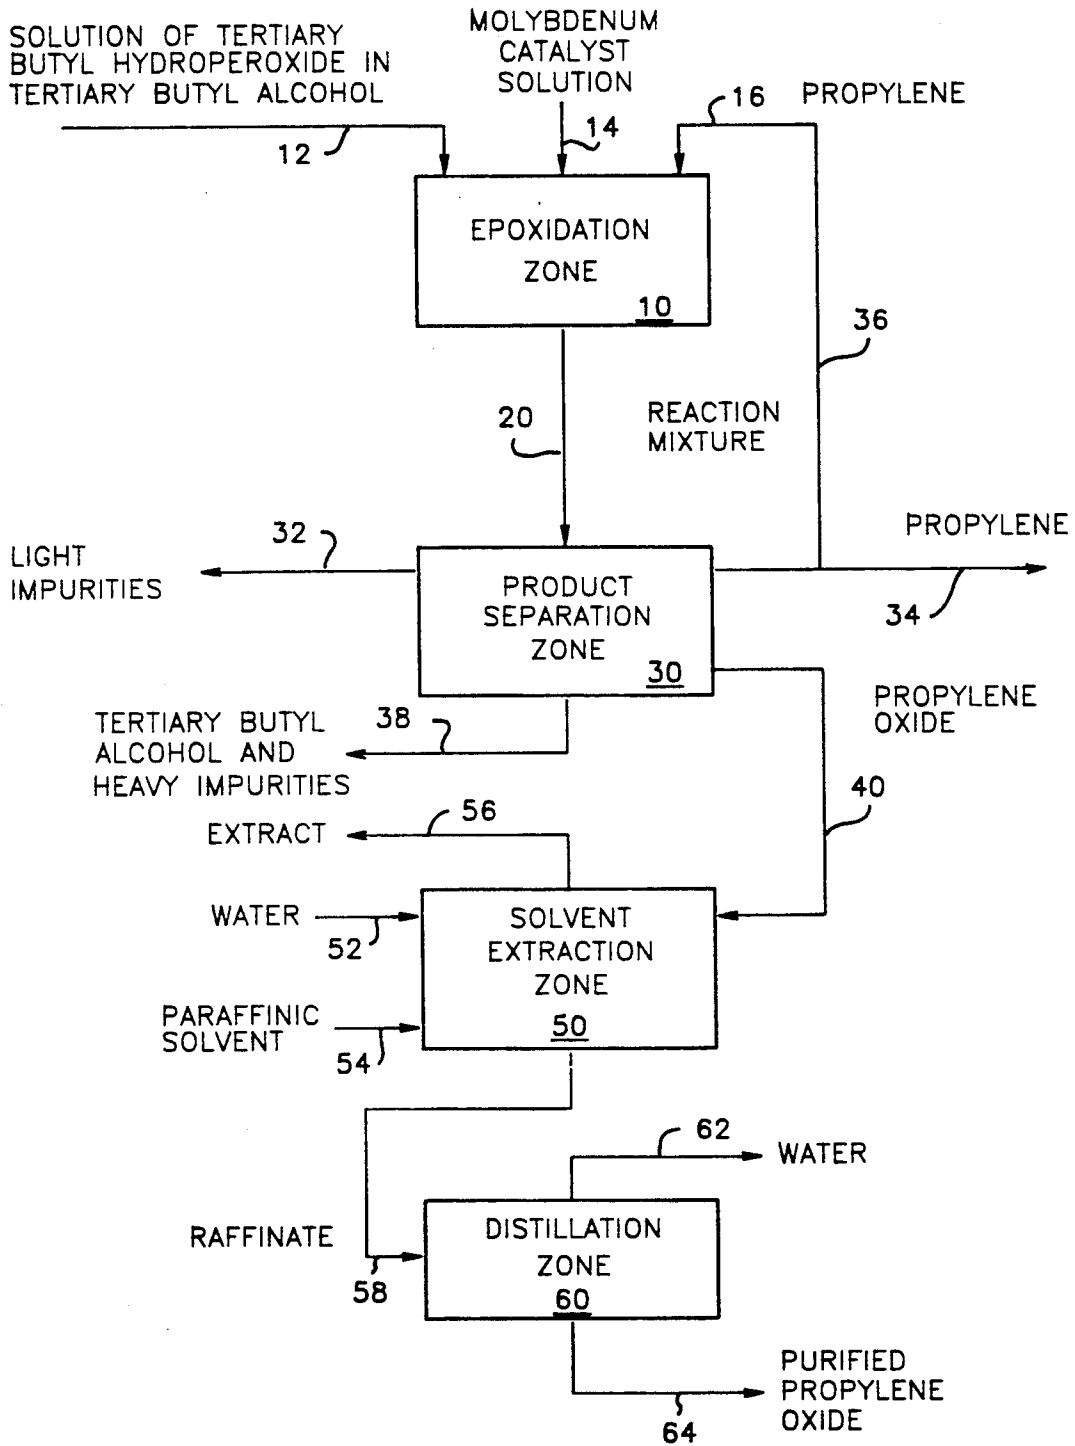 SOLUTION OF TERTIARY
BUTYL HYDROPEROXIDE IN
TERTIARY BUTYL ALCOHOL
MOLYBDENUM
CATALYST
SOLUTION
16
PROPYLENE
12
14
EPOXIDATION
ZONE
10
36
20
REACTION
MIXTURE
32
PROPYLENE
LIGHT
IMPURITIES
PRODUCT
SEPARATION
ZONE
30
34
PROPYLENE
OXIDE
38
TERTIARY BUTYL
ALCOHOL AND
HEAVY IMPURITIES
40
56
EXTRACT
WATER
52
SOLVENT
EXTRACTION
ZONE
50
PARAFFINIC
SOLVENT
54
62
WATER
RAFFINATE
58
DISTILLATION
ZONE
60
PURIFIED
PROPYLENE
OXIDE
64